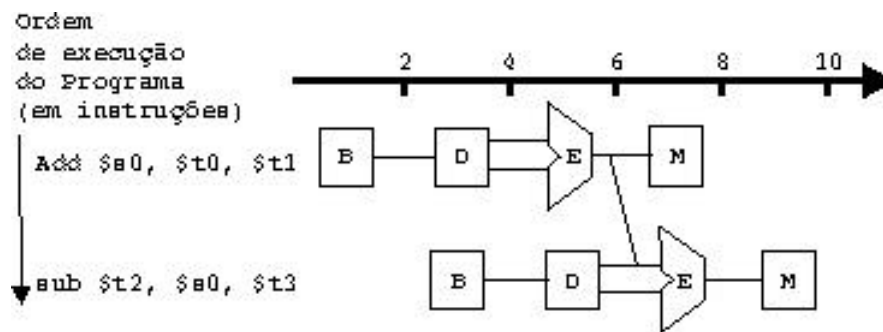 Ordem
de execução
do Programa
(em instruções)
2 4 6 8 10
Add $s0, $t0, $t1
B D E M
sub $t2, $s0, $t3
B D E M